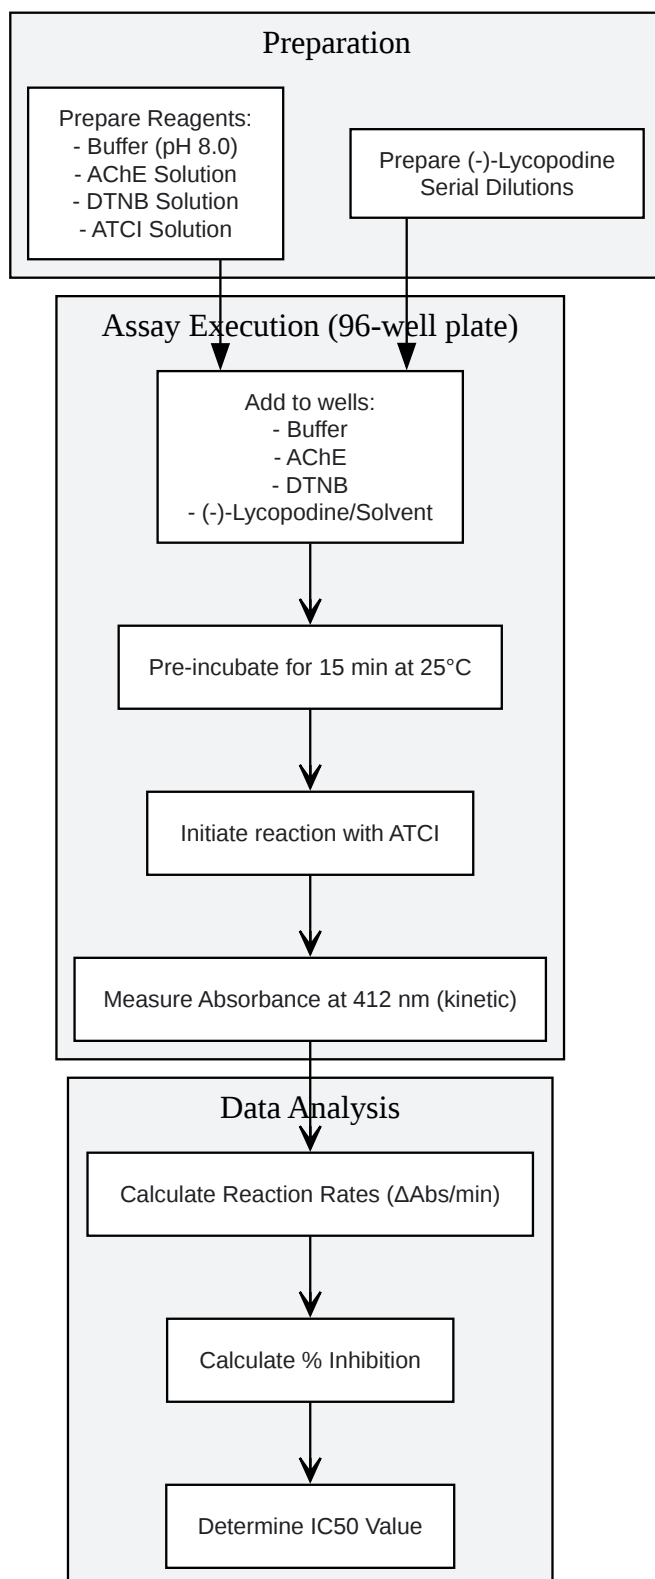 Preparation
Prepare Reagents:
- Buffer (pH 8.0)
- AChE Solution
- DTNB Solution
- ATCI Solution
Prepare (-)-Lycopodine
Serial Dilutions
Assay Execution (96-well plate)
Add to wells:
- Buffer
- AChE
- DTNB
- (-)-Lycopodine/Solvent
Pre-incubate for 15 min at 25°C
Initiate reaction with ATCI
Measure Absorbance at 412 nm (kinetic)
Data Analysis
Calculate Reaction Rates (ΔAbs/min)
Calculate % Inhibition
Determine IC50 Value